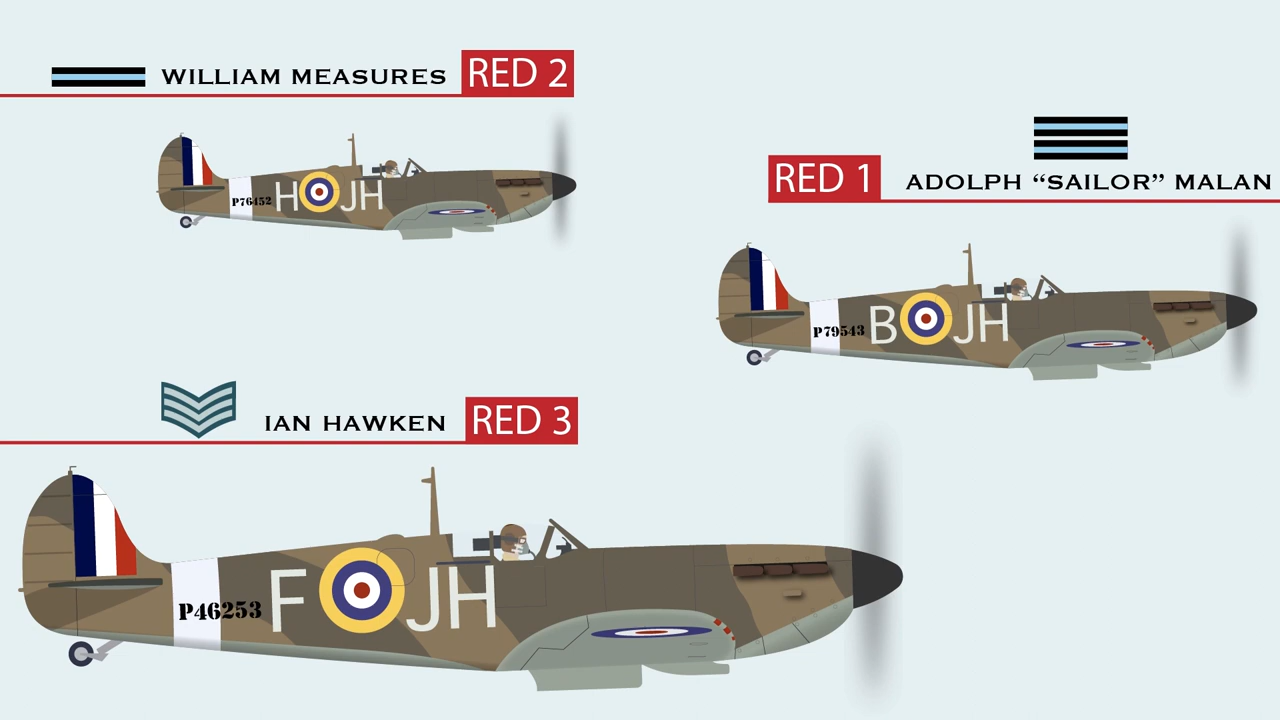 WILLIAM MEASURES RED 2
P76452 H JH
RED 1 ADOLPH “SAILOR” MALAN
P79543 B JH
IAN HAWKEN RED 3
P46253 F JH